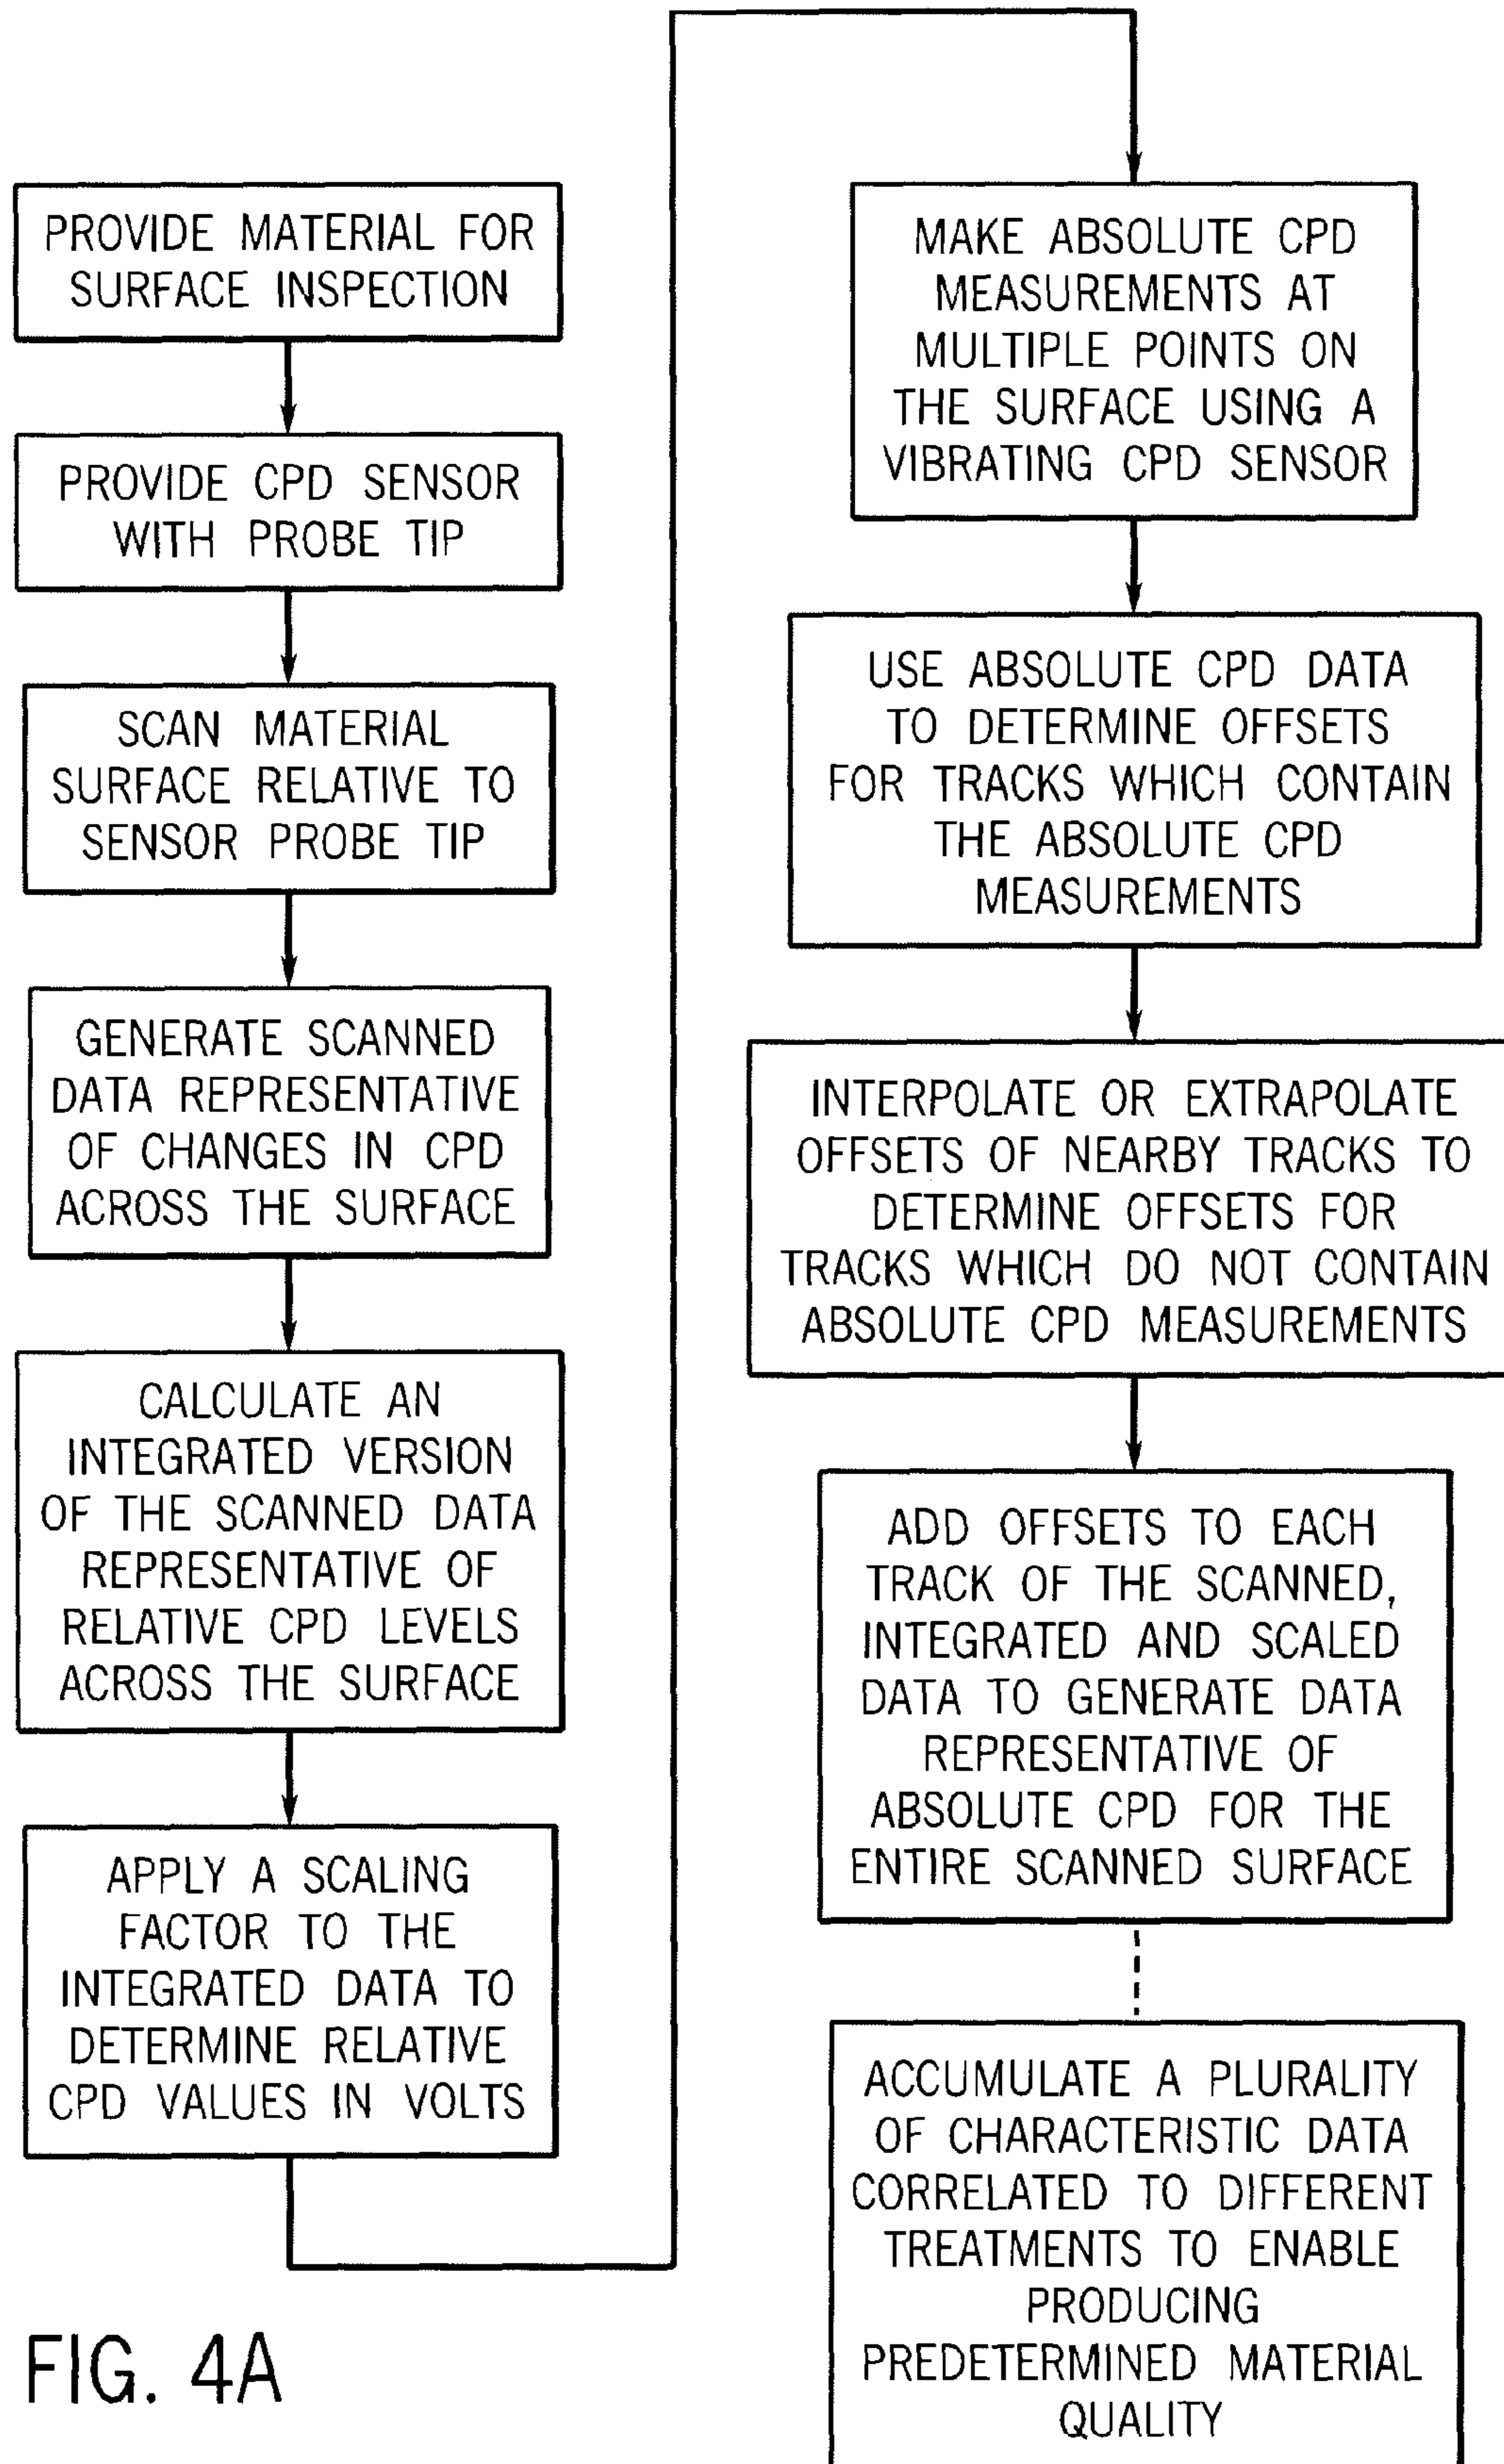 PROVIDE MATERIAL FOR
SURFACE INSPECTION
PROVIDE CPD SENSOR
WITH PROBE TIP
SCAN MATERIAL
SURFACE RELATIVE TO
SENSOR PROBE TIP
GENERATE SCANNED
DATA REPRESENTATIVE
OF CHANGES IN CPD
ACROSS THE SURFACE
CALCULATE AN
INTEGRATED VERSION
OF THE SCANNED DATA
REPRESENTATIVE OF
RELATIVE CPD LEVELS
ACROSS THE SURFACE
APPLY A SCALING
FACTOR TO THE
INTEGRATED DATA TO
DETERMINE RELATIVE
CPD VALUES IN VOLTS
MAKE ABSOLUTE CPD
MEASUREMENTS AT
MULTIPLE POINTS ON
THE SURFACE USING A
VIBRATING CPD SENSOR
USE ABSOLUTE CPD DATA
TO DETERMINE OFFSETS
FOR TRACKS WHICH CONTAIN
THE ABSOLUTE CPD
MEASUREMENTS
INTERPOLATE OR EXTRAPOLATE
OFFSETS OF NEARBY TRACKS TO
DETERMINE OFFSETS FOR
TRACKS WHICH DO NOT CONTAIN
ABSOLUTE CPD MEASUREMENTS
ADD OFFSETS TO EACH
TRACK OF THE SCANNED,
INTEGRATED AND SCALED
DATA TO GENERATE DATA
REPRESENTATIVE OF
ABSOLUTE CPD FOR THE
ENTIRE SCANNED SURFACE
ACCUMULATE A PLURALITY
OF CHARACTERISTIC DATA
CORRELATED TO DIFFERENT
TREATMENTS TO ENABLE
PRODUCING
PREDETERMINED MATERIAL
QUALITY
FIG. 4A